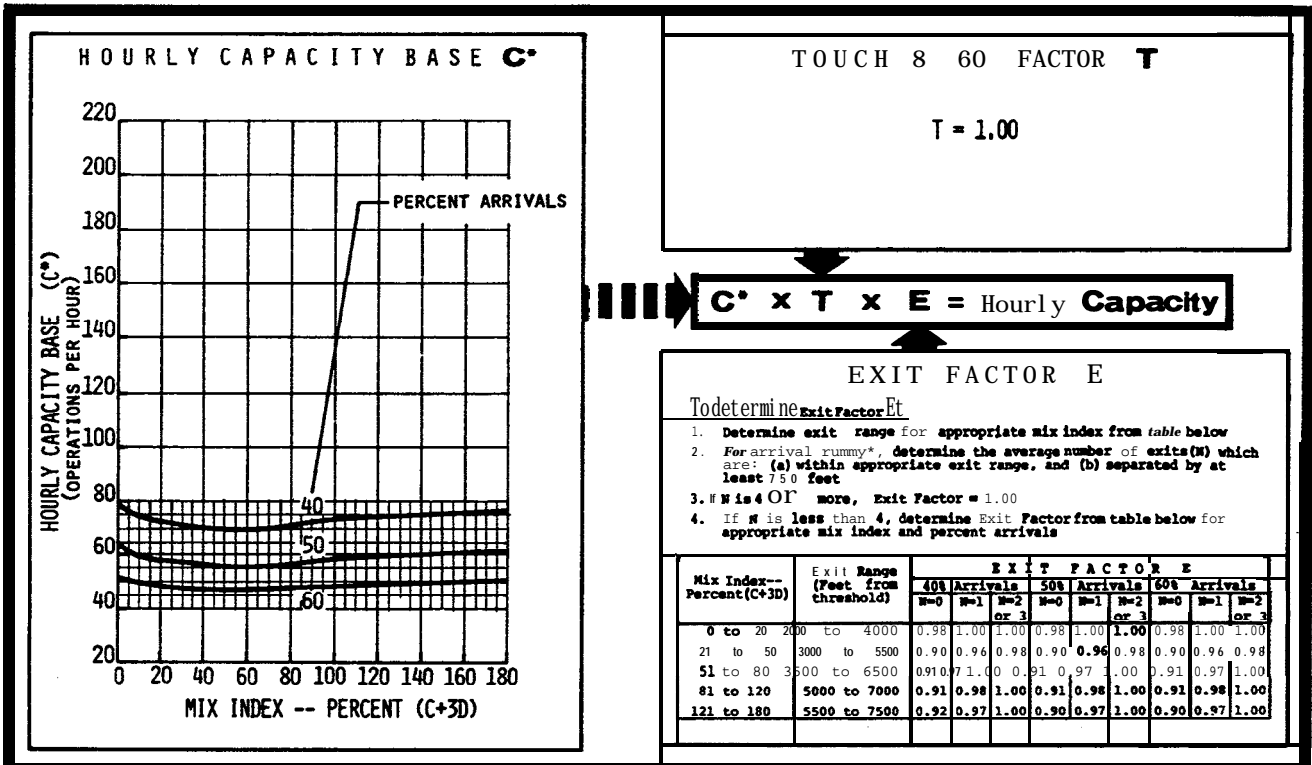 HOURLY CAPACITY BASE C*
220
200
180
160
140
120
100
80
60
40
20
HOURLY CAPACITY BASE (C*)
(OPERATIONS PER HOUR)
PERCENT ARRIVALS
40
50
60
0 20 40 60 80 100 120 140 160 180
MIX INDEX -- PERCENT (C+3D)
TOUCH 8 60 FACTOR T
T = 1.00
C* x T x E = Hourly Capacity
EXIT FACTOR E
To determine Exit Factor Et
1. Determine exit range for appropriate mix index from table below
2. For arrival rummy*, determine the average number of exits (N) which
are: (a) within appropriate exit range, and (b) separated by at
least 750 feet
3. If N is 4 or more, Exit Factor = 1.00
4. If N is less than 4, determine Exit Factor from table below for
appropriate mix index and percent arrivals
Mix Index--
Percent(C+3D)
Exit Range
(Feet from
threshold)
EXIT FACTOR E
40% Arrivals 50% Arrivals 60% Arrivals
N=0 N=1 N=2 or 3 N=0 N=1 N=2 or 3 N=0 N=1 N=2 or 3
0 to 20 2000 to 4000 0.98 1.00 1.00 0.98 1.00 1.00 0.98 1.00 1.00
21 to 50 3000 to 5500 0.90 0.96 0.98 0.90 0.96 0.98 0.90 0.96 0.98
51 to 80 3500 to 6500 0.91 0.97 1.00 0.91 0.97 1.00 0.91 0.97 1.00
81 to 120 5000 to 7000 0.91 0.98 1.00 0.91 0.98 1.00 0.91 0.98 1.00
121 to 180 5500 to 7500 0.92 0.97 1.00 0.90 0.97 1.00 0.90 0.97 1.00